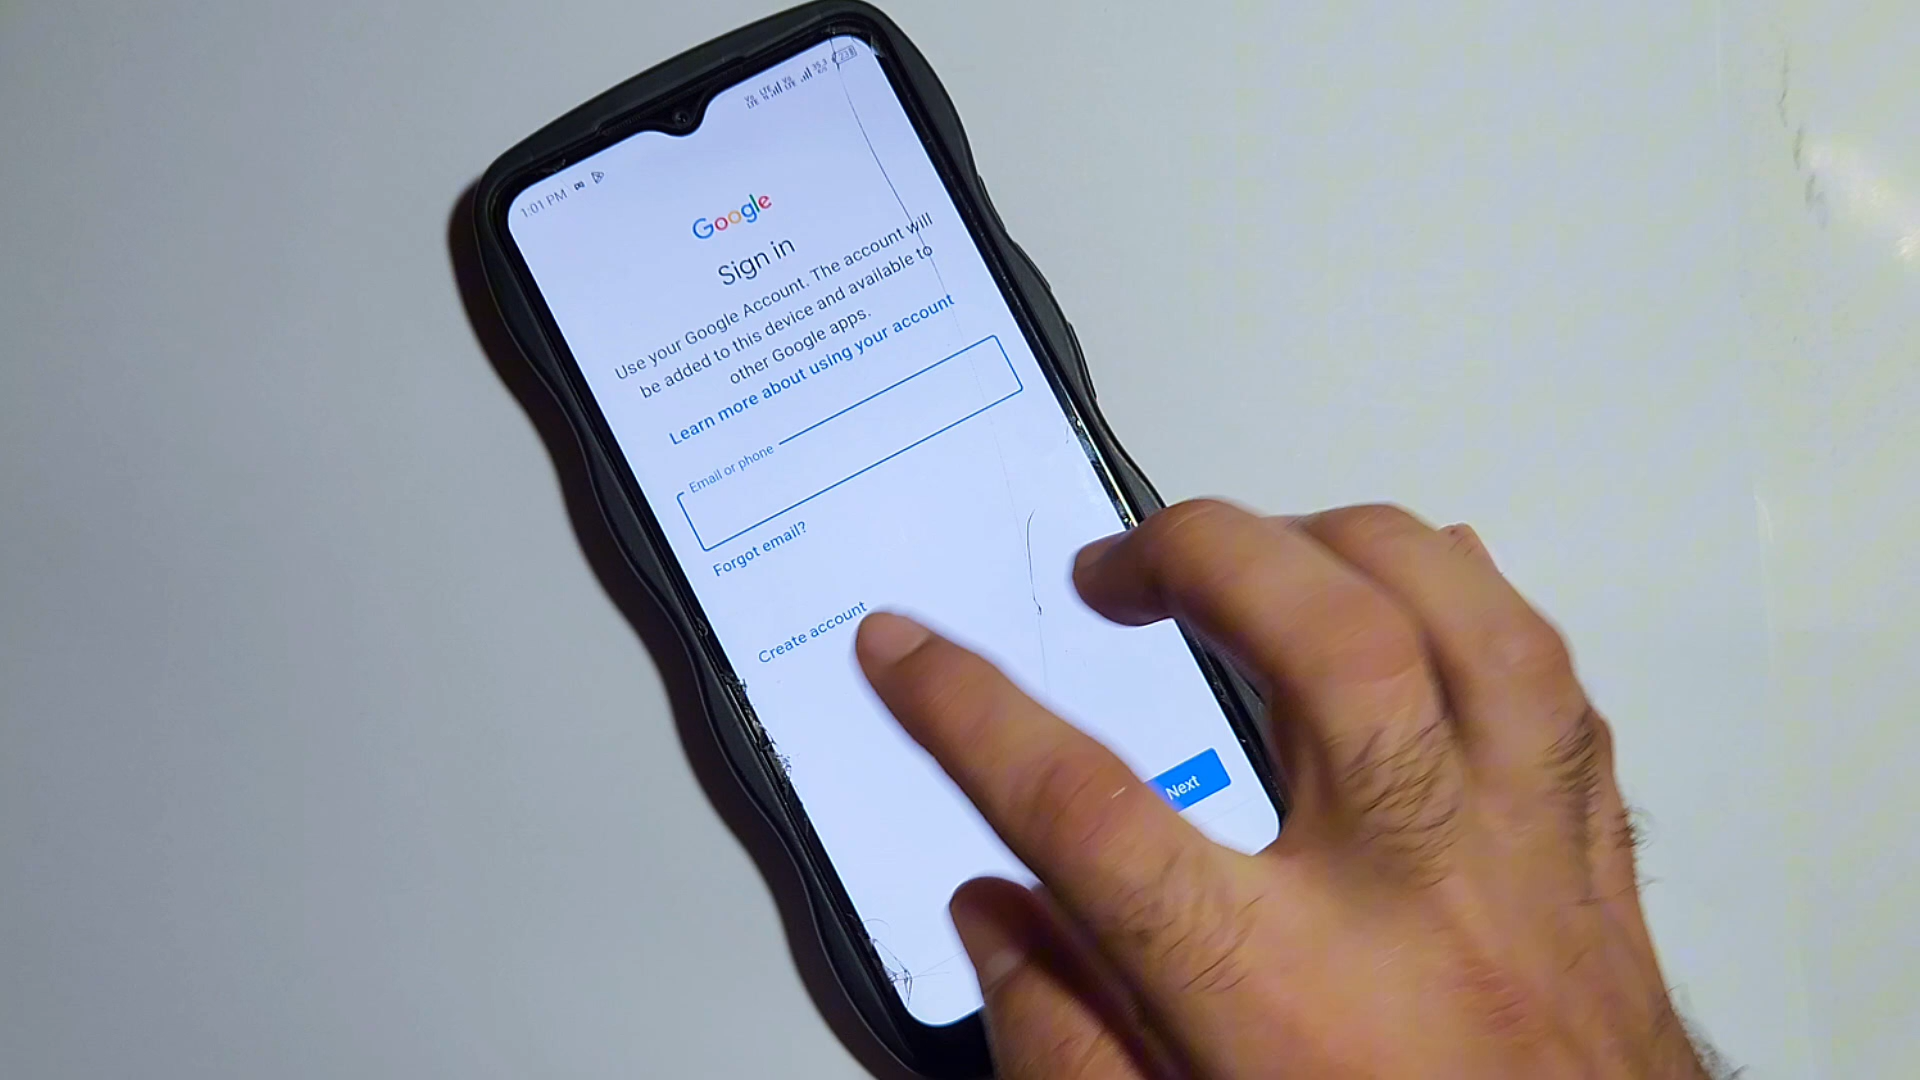 1:01 PM
Google
Sign in
Use your Google Account. The account will
be added to this device and available to
other Google apps.
Learn more about using your account
Email or phone
Forgot email?
Create account
Next